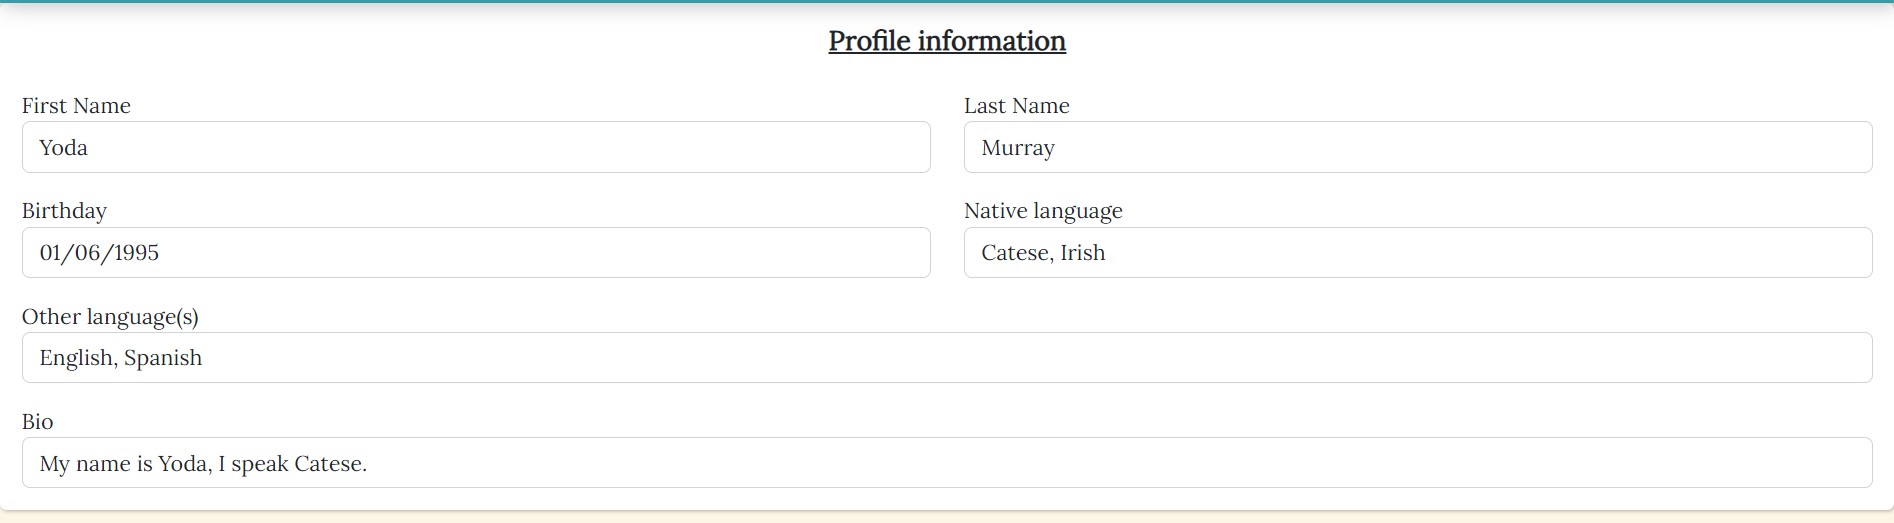 Profile information
First Name
Yoda
Last Name
Murray
Birthday
01/06/1995
Native language
Catese, Irish
Other language(s)
English, Spanish
Bio
My name is Yoda, I speak Catese.